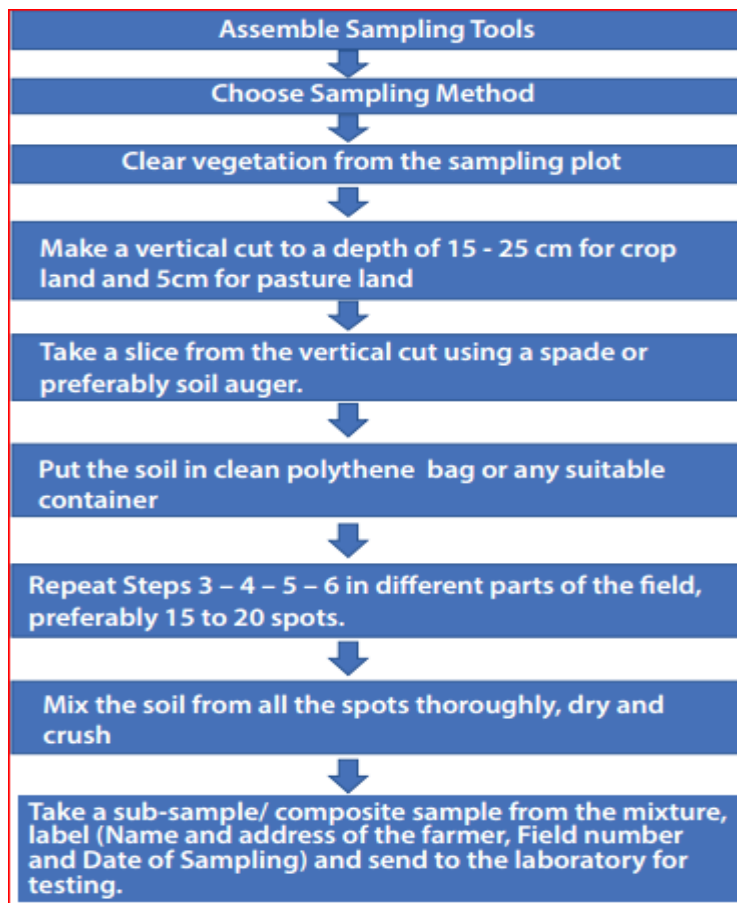 Assemble Sampling Tools
Choose Sampling Method
Clear vegetation from the sampling plot
Make a vertical cut to a depth of 15 - 25 cm for crop
land and 5cm for pasture land
Take a slice from the vertical cut using a spade or
preferably soil auger.
Put the soil in clean polythene bag or any suitable
container
Repeat Steps 3 – 4 – 5 – 6 in different parts of the field,
preferably 15 to 20 spots.
Mix the soil from all the spots thoroughly, dry and
crush
Take a sub-sample/ composite sample from the mixture,
label (Name and address of the farmer, Field number
and Date of Sampling) and send to the laboratory for
testing.